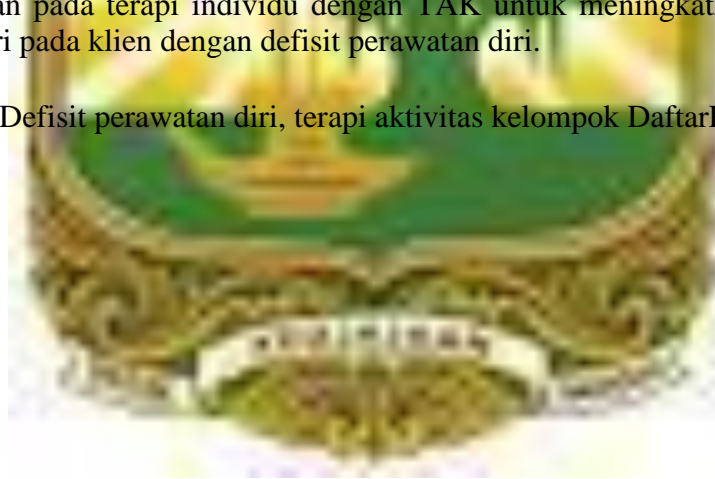 an pada terapi individu dengan TAK untuk meningkat
ri pada klien dengan defisit perawatan diri.
Defisit perawatan diri, terapi aktivitas kelompok Daftar